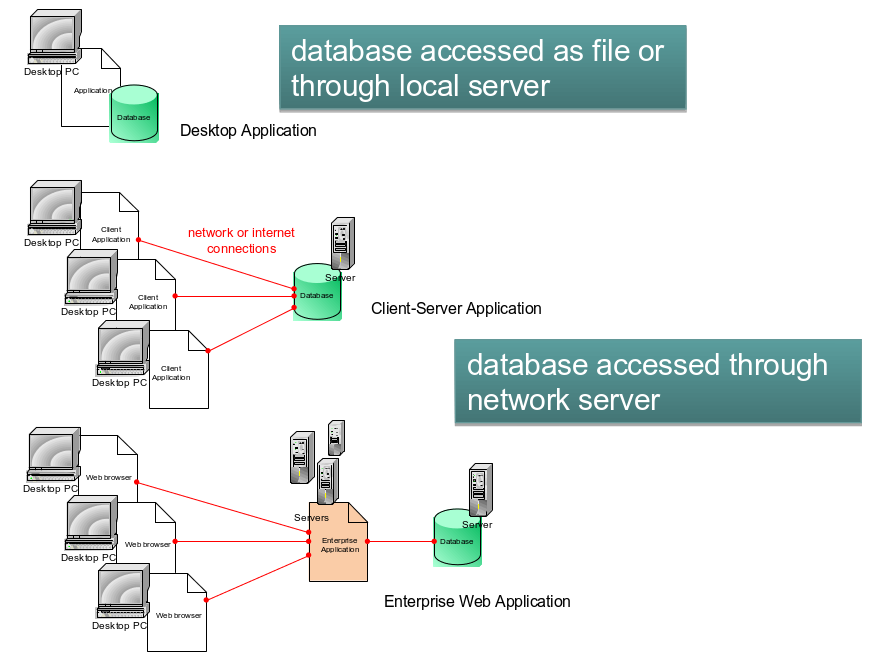 database accessed as file or
through local server
Desktop PC
Application
Database
Desktop Application
Desktop PC
Client
Application
network or internet
connections
Server
Database
Desktop PC
Client
Application
Client-Server Application
Desktop PC
Client
Application
database accessed through
network server
Desktop PC
Web browser
Servers
Server
Desktop PC
Web browser
Enterprise
Application
Database
Enterprise Web Application
Desktop PC
Web browser